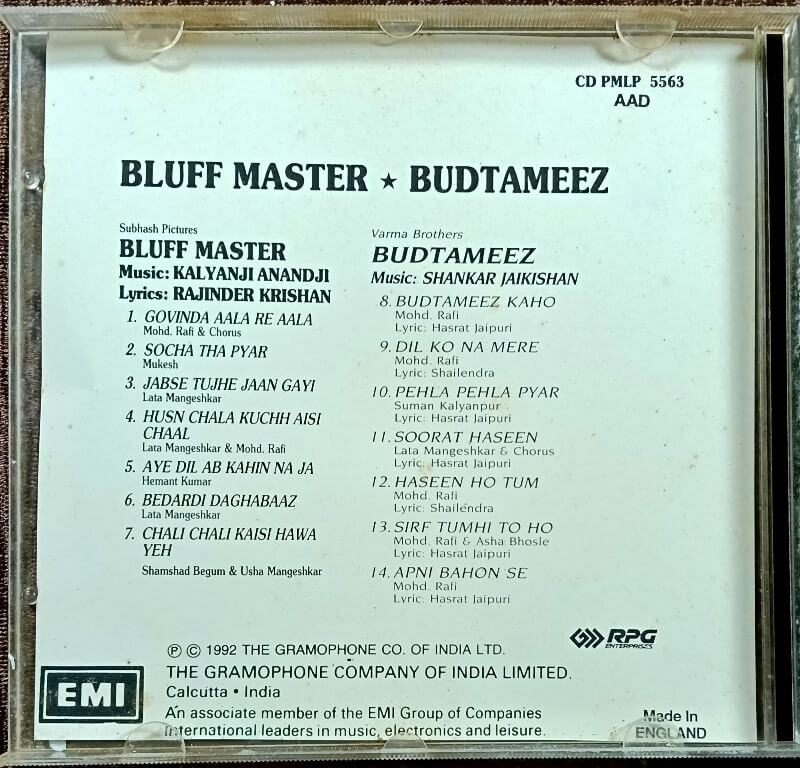 CD PMLP 5563
AAD
BLUFF MASTER ★ BUDTAMEEZ
Subhash Pictures
BLUFF MASTER
Music: KALYANJI ANANDJI
Lyrics: RAJINDER KRISHAN
1. GOVINDA AALA RE AALA
Mohd. Rafi & Chorus
2. SOCHA THA PYAR
Mukesh
3. JABSE TUJHE JAAN GAYI
Lata Mangeshkar
4. HUSN CHALA KUCHH AISI
CHAAL
Lata Mangeshkar & Mohd. Rafi
5. AYE DIL AB KAHIN NA JA
Hemant Kumar
6. BEDARDI DAGHABAAZ
Lata Mangeshkar
7. CHALI CHALI KAISI HAWA
YEH
Shamshad Begum & Usha Mangeshkar
Varma Brothers
BUDTAMEEZ
Music: SHANKAR JAIKISHAN
8. BUDTAMEEZ KAHO
Mohd. Rafi
Lyric: Hasrat Jaipuri
9. DIL KO NA MERE
Mohd. Rafi
Lyric: Shailendra
10. PEHLA PEHLA PYAR
Suman Kalyanpur
Lyric: Hasrat Jaipuri
11. SOORAT HASEEN
Lata Mangeshkar & Chorus
Lyric: Hasrat Jaipuri
12. HASEEN HO TUM
Mohd. Rafi
Lyric: Shailendra
13. SIRF TUMHI TO HO
Mohd. Rafi & Asha Bhosle
Lyric: Hasrat Jaipuri
14. APNI BAHON SE
Mohd. Rafi
Lyric: Hasrat Jaipuri
RPG
ENTERPRISES
℗ © 1992 THE GRAMOPHONE CO. OF INDIA LTD.
THE GRAMOPHONE COMPANY OF INDIA LIMITED.
Calcutta • India
EMI
An associate member of the EMI Group of Companies
International leaders in music, electronics and leisure.
Made In
ENGLAND